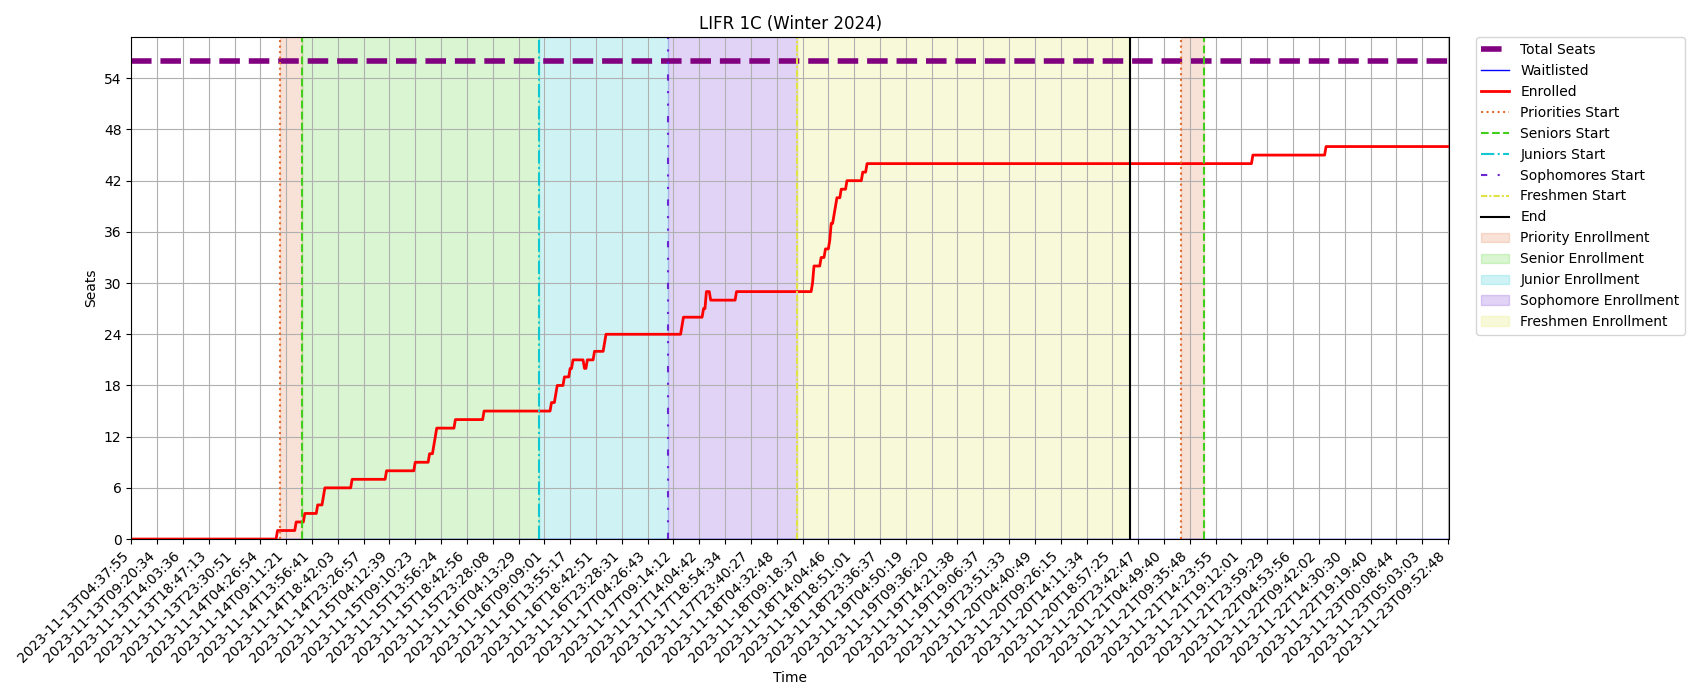 LIFR 1C (Winter 2024)
Total Seats
Waitlisted
Enrolled
Priorities Start
Seniors Start
Juniors Start
Sophomores Start
Freshmen Start
End
Priority Enrollment
Senior Enrollment
Junior Enrollment
Sophomore Enrollment
Freshmen Enrollment
Seats
54
48
42
36
30
24
18
12
6
0
2023-11-13T04:37:55
2023-11-13T09:20:34
2023-11-13T14:03:36
2023-11-13T18:47:13
2023-11-13T23:30:51
2023-11-14T04:26:54
2023-11-14T09:11:21
2023-11-14T13:56:41
2023-11-14T18:42:03
2023-11-14T23:26:57
2023-11-15T04:12:39
2023-11-15T09:10:23
2023-11-15T13:56:24
2023-11-15T18:42:56
2023-11-15T23:28:08
2023-11-16T04:13:29
2023-11-16T09:09:01
2023-11-16T13:55:17
2023-11-16T18:42:51
2023-11-16T23:28:31
2023-11-17T04:26:43
2023-11-17T09:14:12
2023-11-17T14:04:42
2023-11-17T18:54:34
2023-11-17T23:40:27
2023-11-18T04:32:48
2023-11-18T09:18:37
2023-11-18T14:04:46
2023-11-18T18:51:01
2023-11-18T23:36:37
2023-11-19T04:50:19
2023-11-19T09:36:20
2023-11-19T14:21:38
2023-11-19T19:06:37
2023-11-19T23:51:33
2023-11-20T04:40:49
2023-11-20T09:26:15
2023-11-20T14:11:34
2023-11-20T18:57:25
2023-11-20T23:42:47
2023-11-21T04:49:40
2023-11-21T09:35:48
2023-11-21T14:23:55
2023-11-21T19:12:01
2023-11-21T23:59:29
2023-11-22T04:53:56
2023-11-22T09:42:02
2023-11-22T14:30:30
2023-11-22T19:19:40
2023-11-23T00:08:44
2023-11-23T05:03:03
2023-11-23T09:52:48
Time